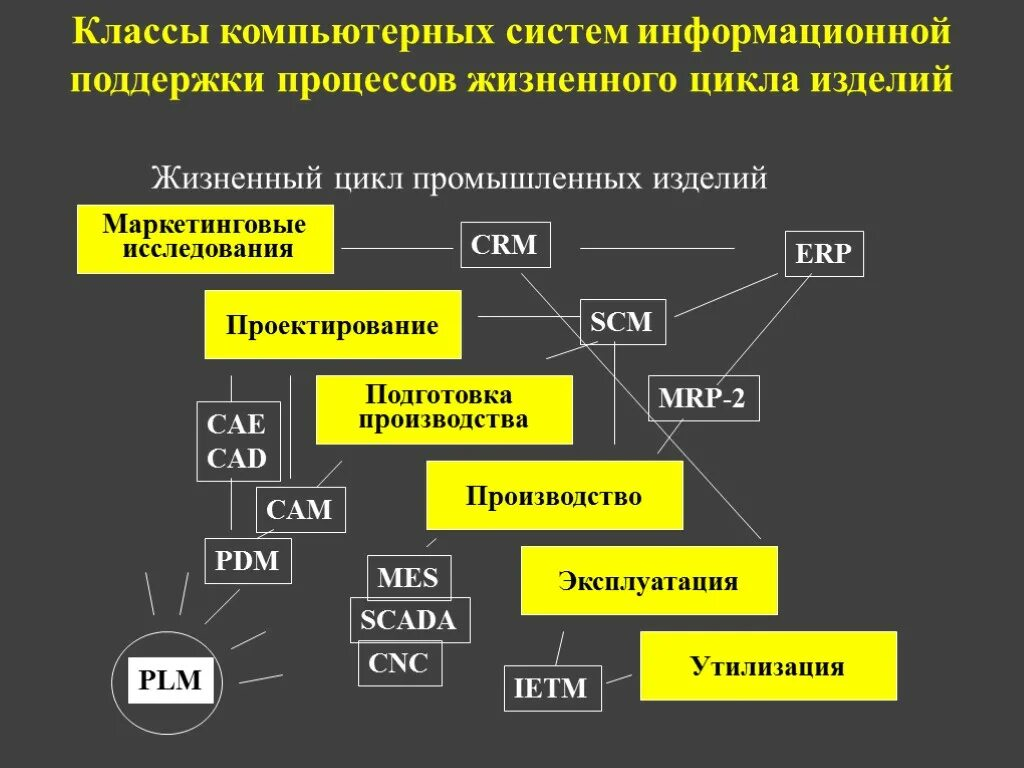 Классы компьютерных систем информационной
поддержки процессов жизненного цикла изделий
Жизненный цикл промышленных изделий
Маркетинговые
исследования
CRM
ERP
Проектирование
SCM
Подготовка
производства
MRP-2
CAE
CAD
Производство
CAM
PDM
MES
Эксплуатация
SCADA
CNC
Утилизация
PLM
IETM